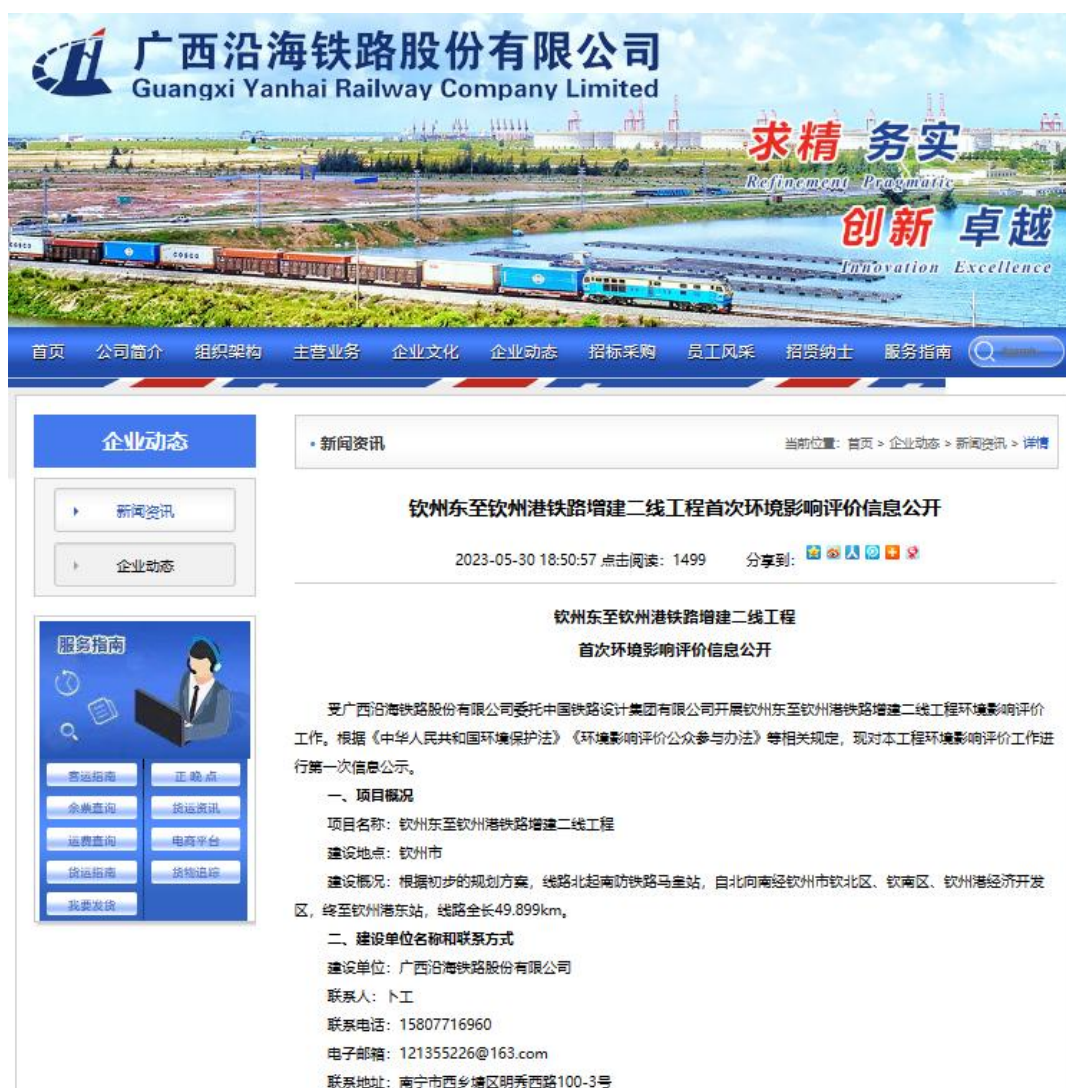 广西沿海铁路股份有限公司
Guangxi Yanhai Railway Company Limited
求精 务实
Refinement Pragmatic
创新 卓越
Innovation Excellence
COSCO
COSCO
首页 公司简介 组织架构 主营业务 企业文化 企业动态 招标采购 员工风采 招贤纳士 服务指南
企业动态
新闻资讯
企业动态
服务指南
客运指南 正晚点
余票查询 货运资讯
运费查询 电商平台
货运指南 货物追踪
我要发货
新闻资讯
当前位置：首页 > 企业动态 > 新闻资讯 > 详情
钦州东至钦州港铁路增建二线工程首次环境影响评价信息公开
2023-05-30 18:50:57 点击阅读：1499 分享到：
钦州东至钦州港铁路增建二线工程
首次环境影响评价信息公开
受广西沿海铁路股份有限公司委托中国铁路设计集团有限公司开展钦州东至钦州港铁路增建二线工程环境影响评价
工作。根据《中华人民共和国环境保护法》《环境影响评价公众参与办法》等相关规定，现对本工程环境影响评价工作进
行第一次信息公示。
一、项目概况
项目名称：钦州东至钦州港铁路增建二线工程
建设地点：钦州市
建设概况：根据初步的规划方案，线路北起南防铁路马皇站，自北向南经钦州市钦北区、钦南区、钦州港经济开发
区，终至钦州港东站，线路全长49.899km。
二、建设单位名称和联系方式
建设单位：广西沿海铁路股份有限公司
联系人：卜工
联系电话：15807716960
电子邮箱：121355226@163.com
联系地址：南宁市西乡塘区明秀西路100-3号